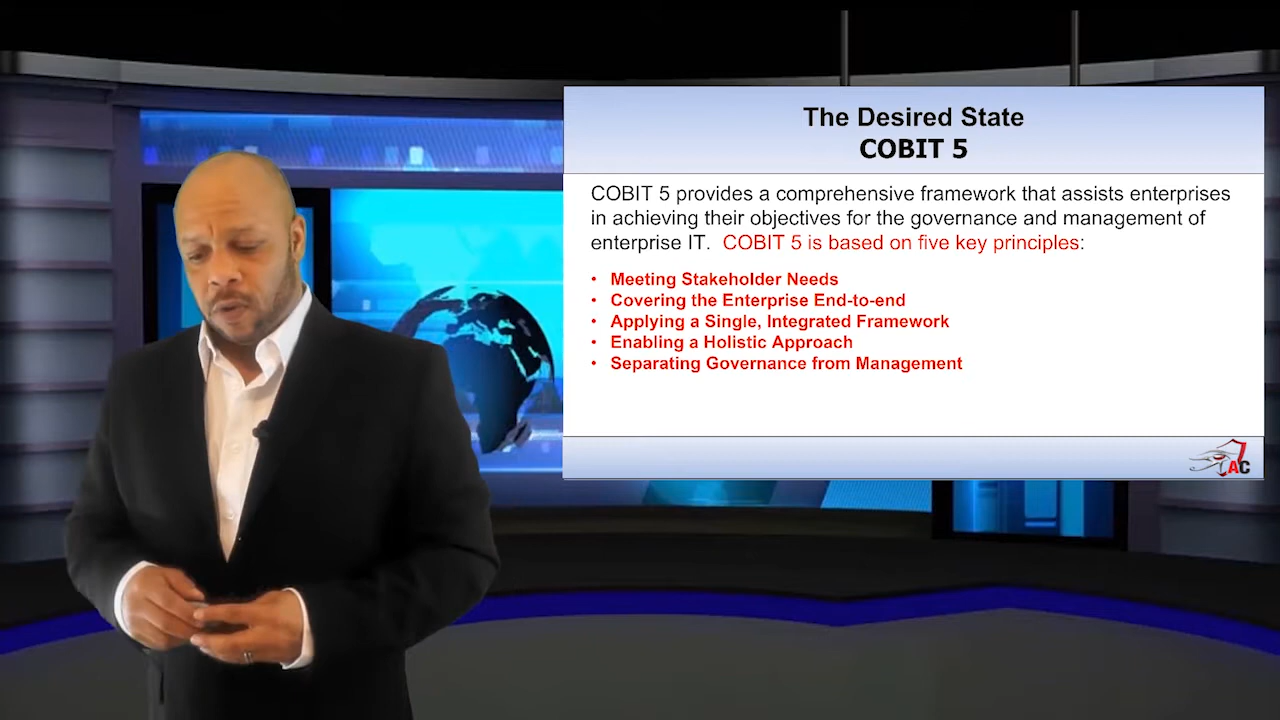 The Desired State
COBIT 5
COBIT 5 provides a comprehensive framework that assists enterprises
in achieving their objectives for the governance and management of
enterprise IT. COBIT 5 is based on five key principles:
• Meeting Stakeholder Needs
• Covering the Enterprise End-to-end
• Applying a Single, Integrated Framework
• Enabling a Holistic Approach
• Separating Governance from Management
AC